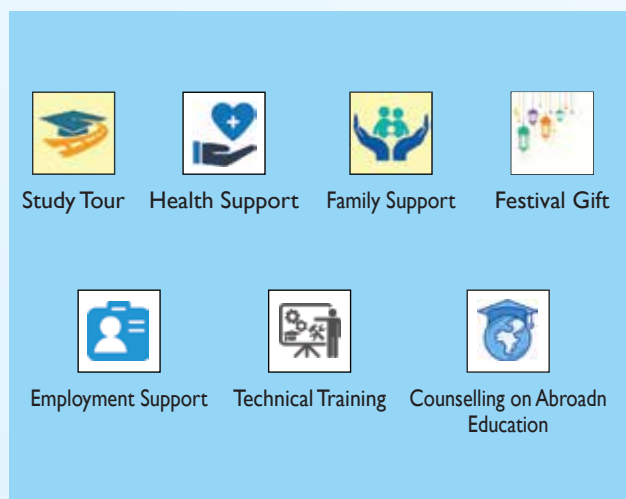 Study Tour Health Support Family Support Festival Gift
Employment Support Technical Training Counselling on Abroadn
Education